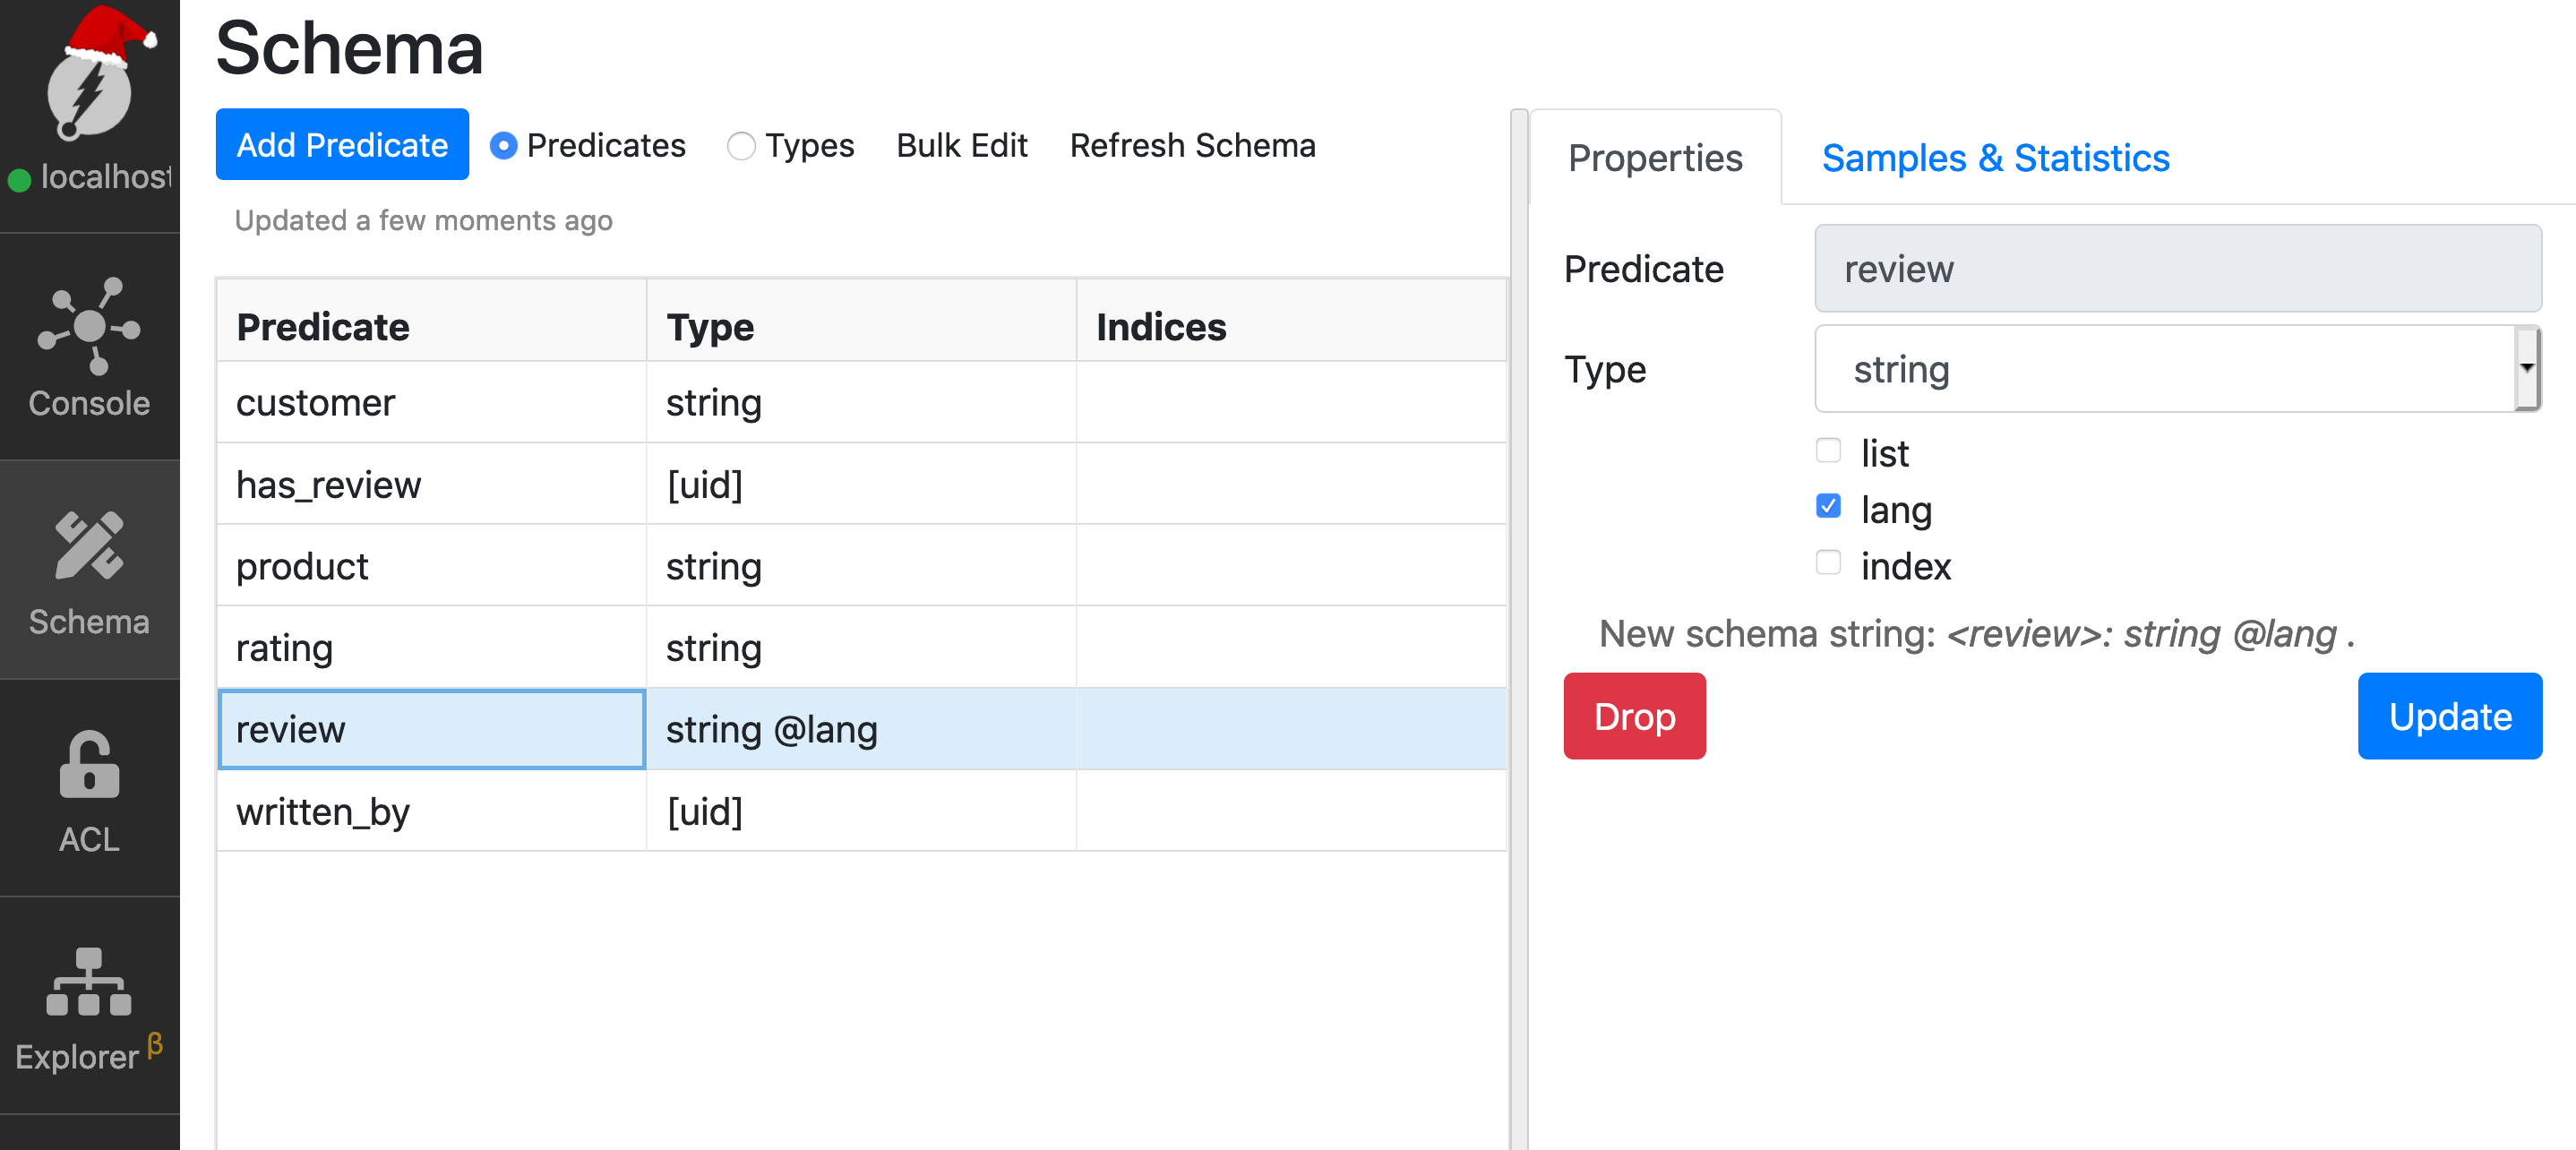 localhost
Console
Schema
ACL
Explorer β
Schema
Add Predicate Predicates Types Bulk Edit Refresh Schema
Updated a few moments ago
Predicate Type Indices
customer string
has_review [uid]
product string
rating string
review string @lang
written_by [uid]
Properties Samples & Statistics
Predicate review
Type string
list
lang
index
New schema string: <review>: string @lang .
Drop Update